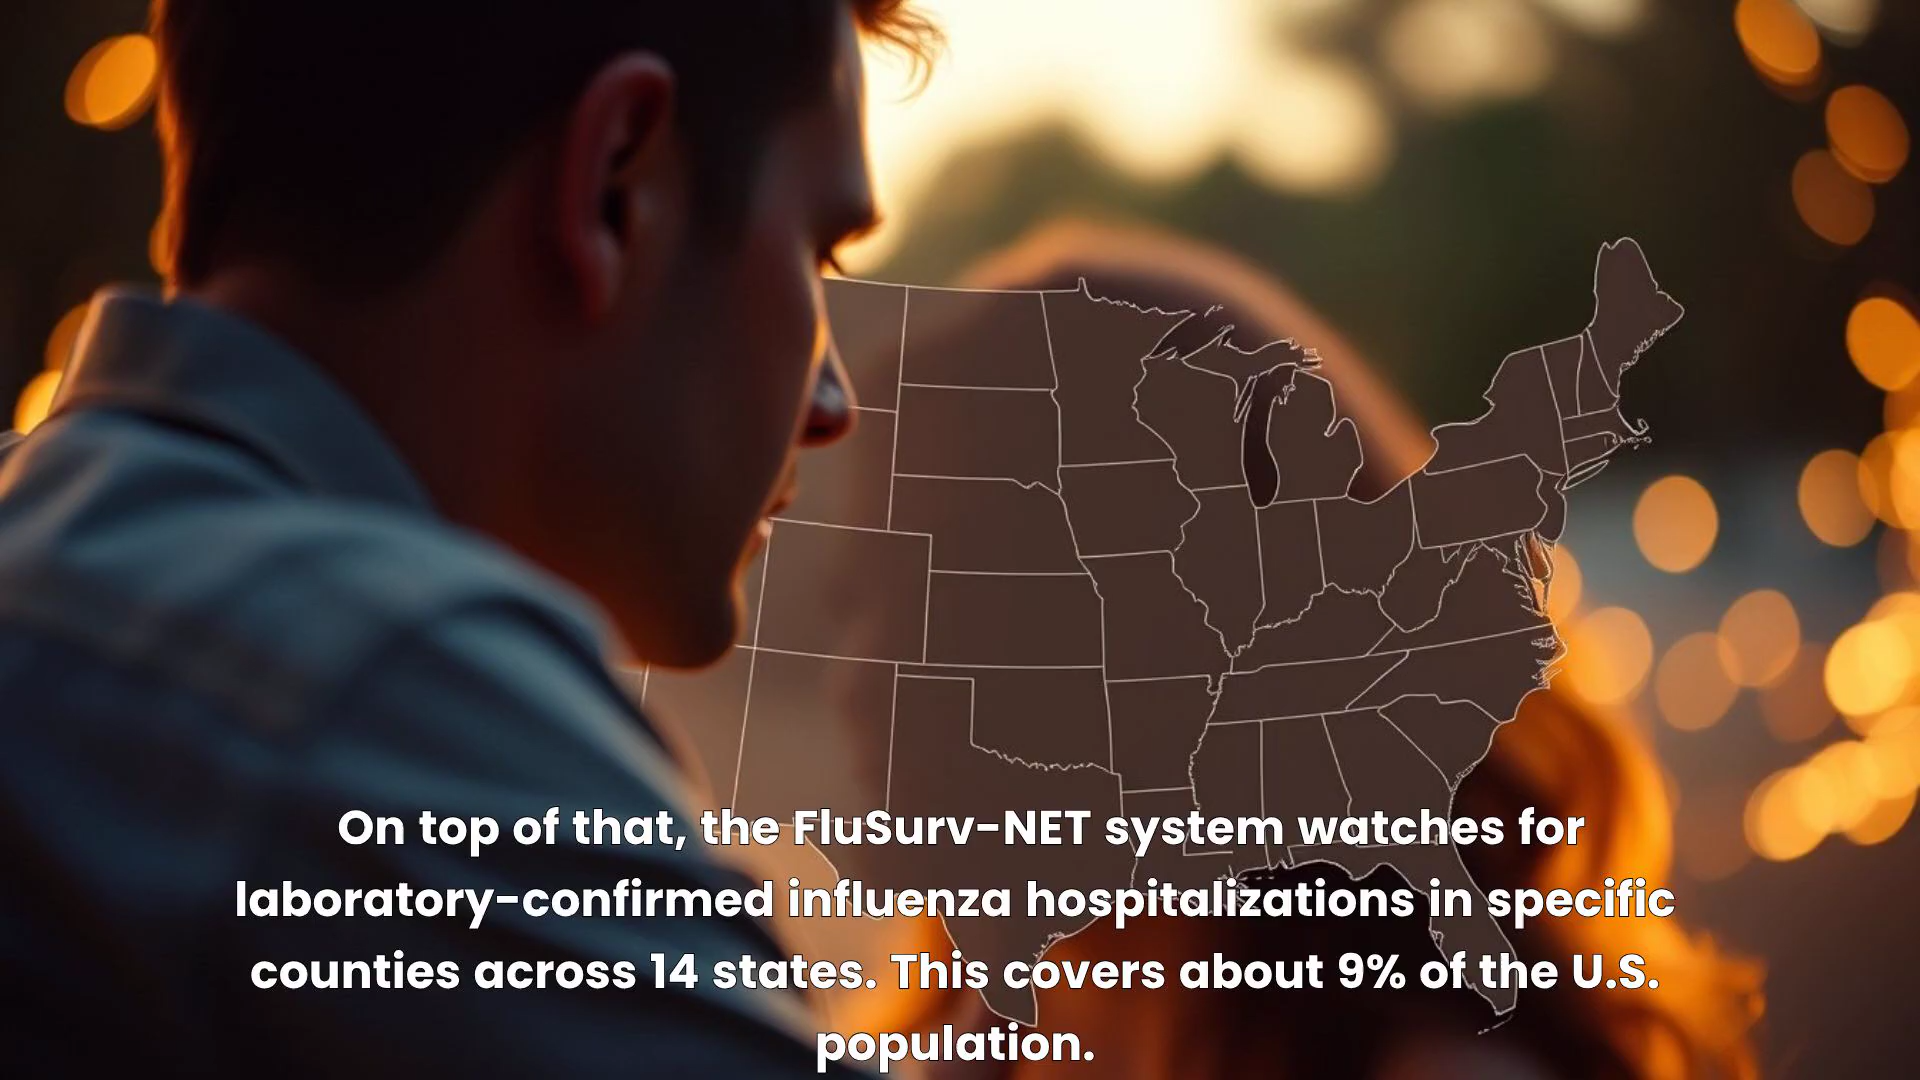 On top of that, the FluSurv-NET system watches for
laboratory-confirmed influenza hospitalizations in specific
counties across 14 states. This covers about 9% of the U.S.
population.